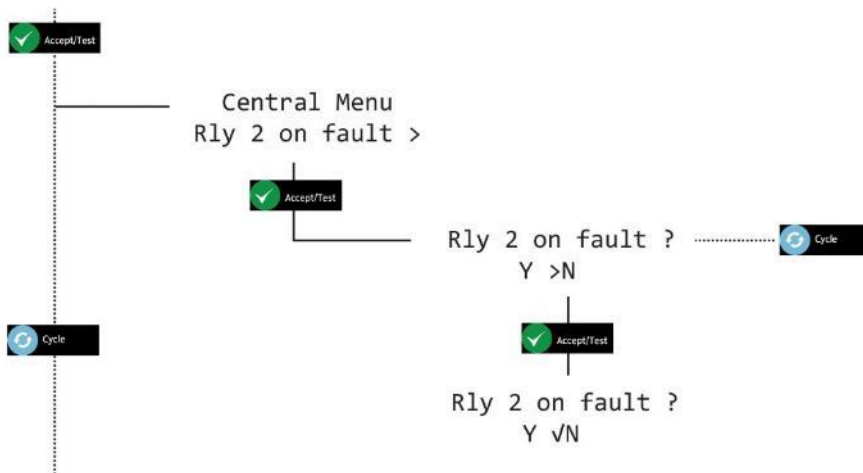 Accept/Test
Central Menu
Rly 2 on fault >
Accept/Test
Rly 2 on fault ?
Y >N
Cycle
Accept/Test
Cycle
Rly 2 on fault ?
Y √N